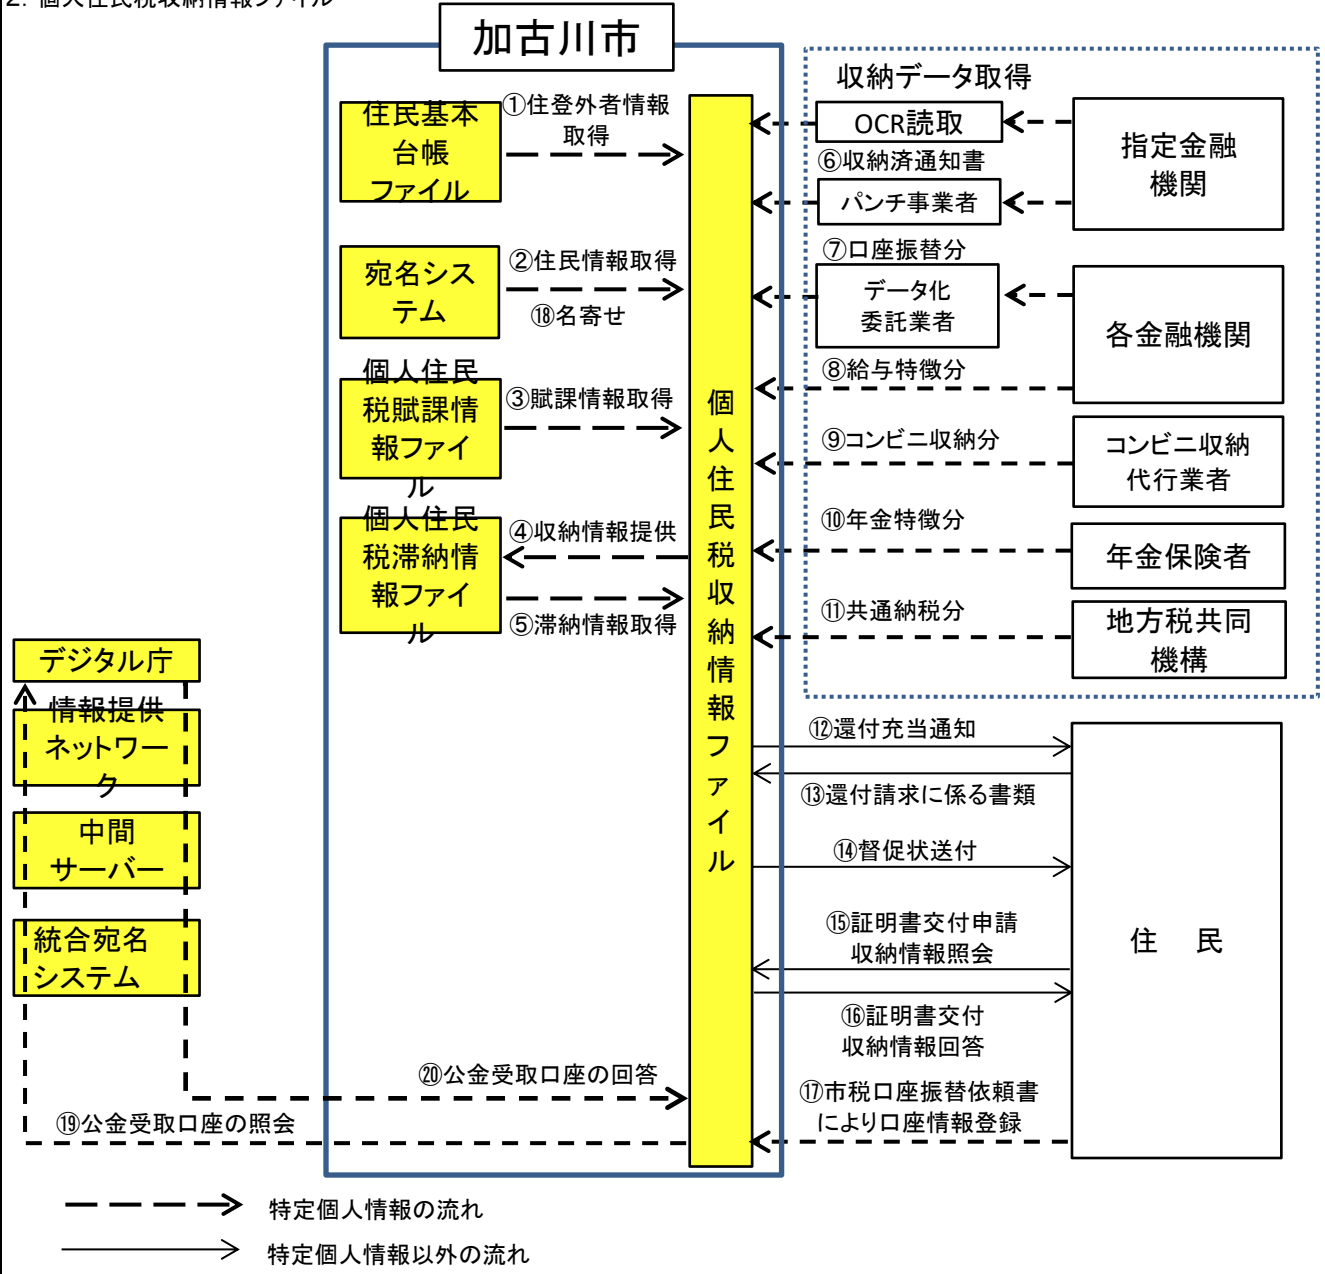 2. 個人住民税収納情報ファイル
加古川市
住民基本
台帳
ファイル
①住登外者情報
取得
宛名シス
テム
②住民情報取得
⑱名寄せ
個人住民
税賦課情
報ファイ
ル
③賦課情報取得
個人住民
税滞納情
報ファイ
ル
④収納情報提供
⑤滞納情報取得
個人住民税収納情報ファイル
収納データ取得
OCR読取
⑥収納済通知書
パンチ事業者
指定金融
機関
⑦口座振替分
データ化
委託業者
各金融機関
⑧給与特徴分
⑨コンビニ収納分
コンビニ収納
代行業者
⑩年金特徴分
年金保険者
⑪共通納税分
地方税共同
機構
デジタル庁
情報提供
ネットワー
ク
中間
サーバー
統合宛名
システム
⑫還付充当通知
⑬還付請求に係る書類
⑭督促状送付
⑮証明書交付申請
収納情報照会
⑯証明書交付
収納情報回答
⑰市税口座振替依頼書
により口座情報登録
住 民
⑳公金受取口座の回答
⑲公金受取口座の照会
特定個人情報の流れ
特定個人情報以外の流れ